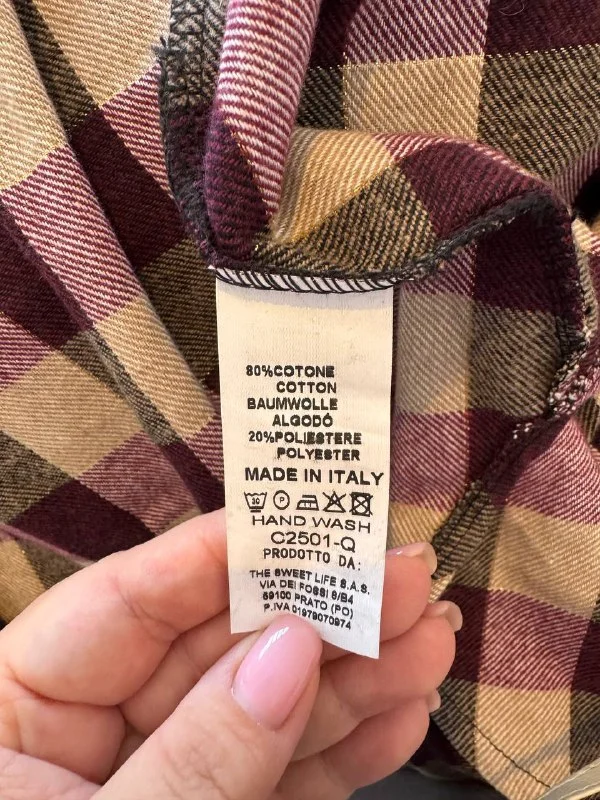 80%COTONE
COTTON
BAUMWOLLE
ALGODÓ
20%POLIESTERE
POLYESTER
MADE IN ITALY
30 P
HAND WASH
C2501-Q
PRODOTTO DA:
THE SWEET LIFE S.A.S.
VIA DEI FOSSI 8/B4
59100 PRATO (PO)
P.IVA 01979070974